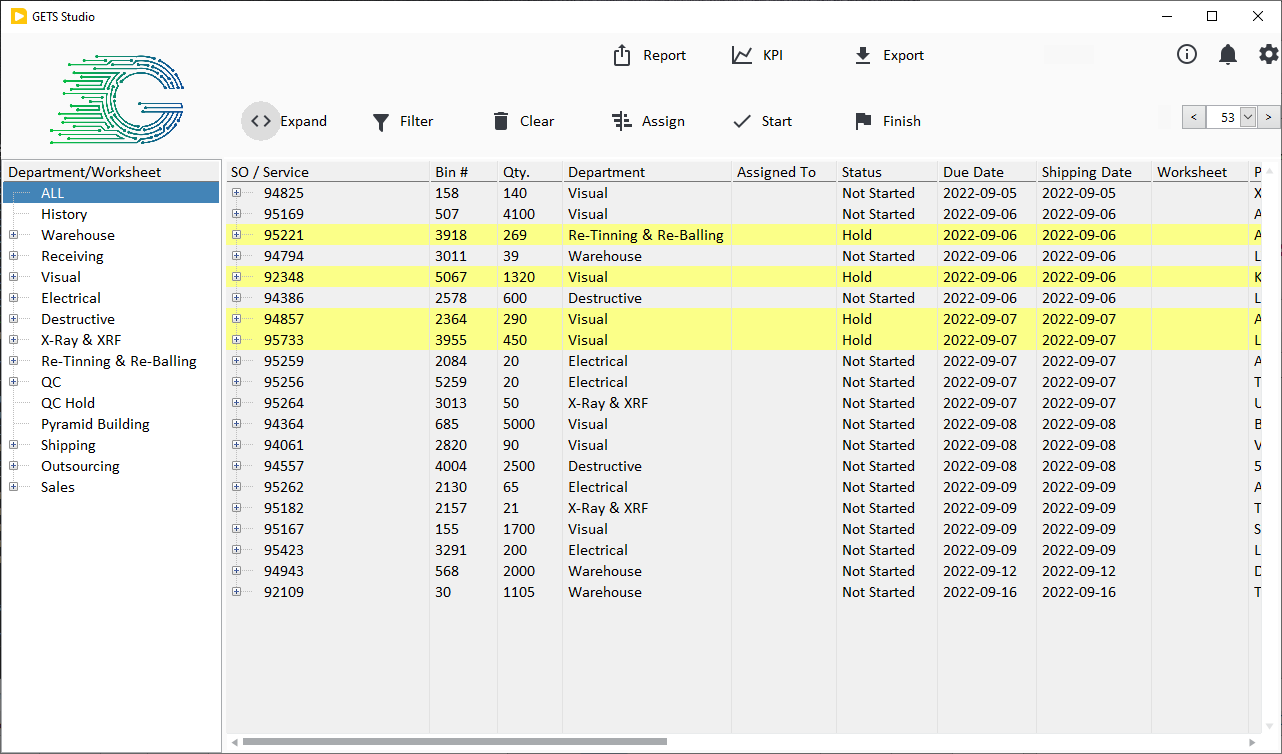 GETS Studio
Report KPI Export
Expand Filter Clear Assign Start Finish < 53 >
Department/Worksheet
ALL
History
Warehouse
Receiving
Visual
Electrical
Destructive
X-Ray & XRF
Re-Tinning & Re-Balling
QC
QC Hold
Pyramid Building
Shipping
Outsourcing
Sales
SO / Service Bin # Qty. Department Assigned To Status Due Date Shipping Date Worksheet P
94825 158 140 Visual Not Started 2022-09-05 2022-09-05 X
95169 507 4100 Visual Not Started 2022-09-06 2022-09-06 A
95221 3918 269 Re-Tinning & Re-Balling Hold 2022-09-06 2022-09-06 A
94794 3011 39 Warehouse Not Started 2022-09-06 2022-09-06 L
92348 5067 1320 Visual Hold 2022-09-06 2022-09-06 K
94386 2578 600 Destructive Not Started 2022-09-06 2022-09-06 L
94857 2364 290 Visual Hold 2022-09-07 2022-09-07 A
95733 3955 450 Visual Hold 2022-09-07 2022-09-07 L
95259 2084 20 Electrical Not Started 2022-09-07 2022-09-07 A
95256 5259 20 Electrical Not Started 2022-09-07 2022-09-07 T
95264 3013 50 X-Ray & XRF Not Started 2022-09-07 2022-09-07 U
94364 685 5000 Visual Not Started 2022-09-08 2022-09-08 B
94061 2820 90 Visual Not Started 2022-09-08 2022-09-08 V
94557 4004 2500 Destructive Not Started 2022-09-08 2022-09-08 5
95262 2130 65 Electrical Not Started 2022-09-09 2022-09-09 A
95182 2157 21 X-Ray & XRF Not Started 2022-09-09 2022-09-09 T
95167 155 1700 Visual Not Started 2022-09-09 2022-09-09 S
95423 3291 200 Electrical Not Started 2022-09-09 2022-09-09 L
94943 568 2000 Warehouse Not Started 2022-09-12 2022-09-12 D
92109 30 1105 Warehouse Not Started 2022-09-16 2022-09-16 T